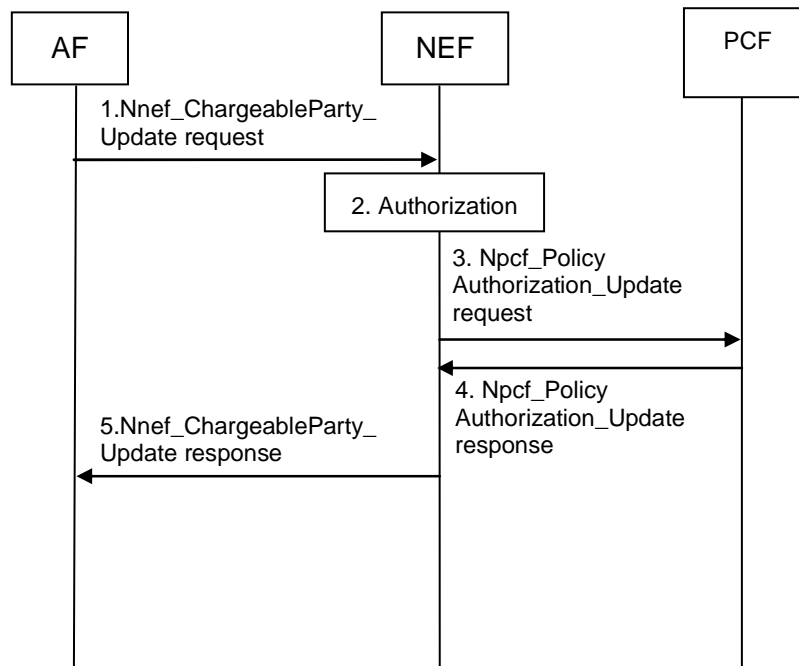 AF
NEF
PCF
1.Nnef_ChargeableParty_
Update request
2. Authorization
3. Npcf_Policy
Authorization_Update
request
4. Npcf_Policy
Authorization_Update
response
5.Nnef_ChargeableParty_
Update response